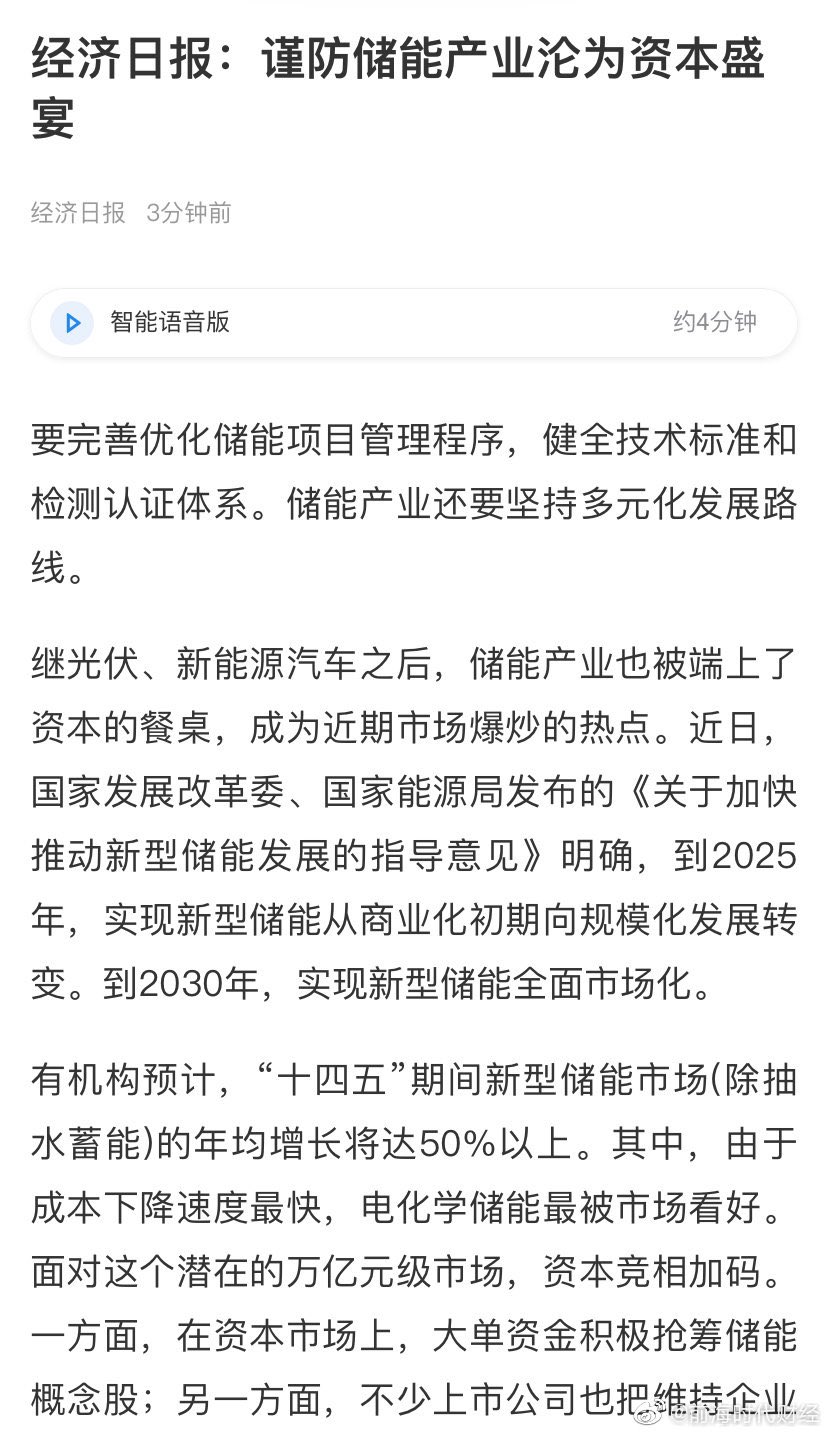 经济日报：谨防储能产业沦为资本盛
宴
经济日报 3分钟前
智能语音版 约4分钟
要完善优化储能项目管理程序，健全技术标准和
检测认证体系。储能产业还要坚持多元化发展路
线。
继光伏、新能源汽车之后，储能产业也被端上了
资本的餐桌，成为近期市场爆炒的热点。近日，
国家发展改革委、国家能源局发布的《关于加快
推动新型储能发展的指导意见》明确，到2025
年，实现新型储能从商业化初期向规模化发展转
变。到2030年，实现新型储能全面市场化。
有机构预计，“十四五”期间新型储能市场(除抽
水蓄能)的年均增长将达50%以上。其中，由于
成本下降速度最快，电化学储能最被市场看好。
面对这个潜在的万亿元级市场，资本竞相加码。
一方面，在资本市场上，大单资金积极抢筹储能
概念股；另一方面，不少上市公司也把维持企业
@前海时代财经